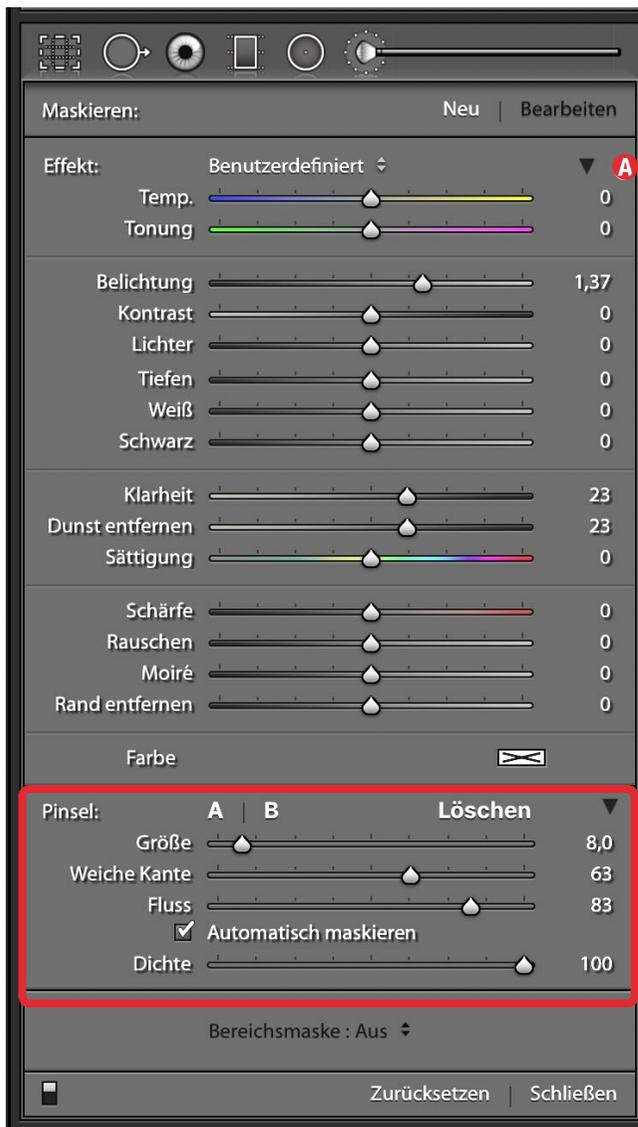 Maskieren: Neu | Bearbeiten
Effekt: Benutzerdefiniert A
Temp. 0
Tonung 0
Belichtung 1,37
Kontrast 0
Lichter 0
Tiefen 0
Weiß 0
Schwarz 0
Klarheit 23
Dunst entfernen 23
Sättigung 0
Schärfe 0
Rauschen 0
Moiré 0
Rand entfernen 0
Farbe
Pinsel: A | B Löschen
Größe 8,0
Weiche Kante 63
Fluss 83
Automatisch maskieren
Dichte 100
Bereichsmaske : Aus
Zurücksetzen | Schließen